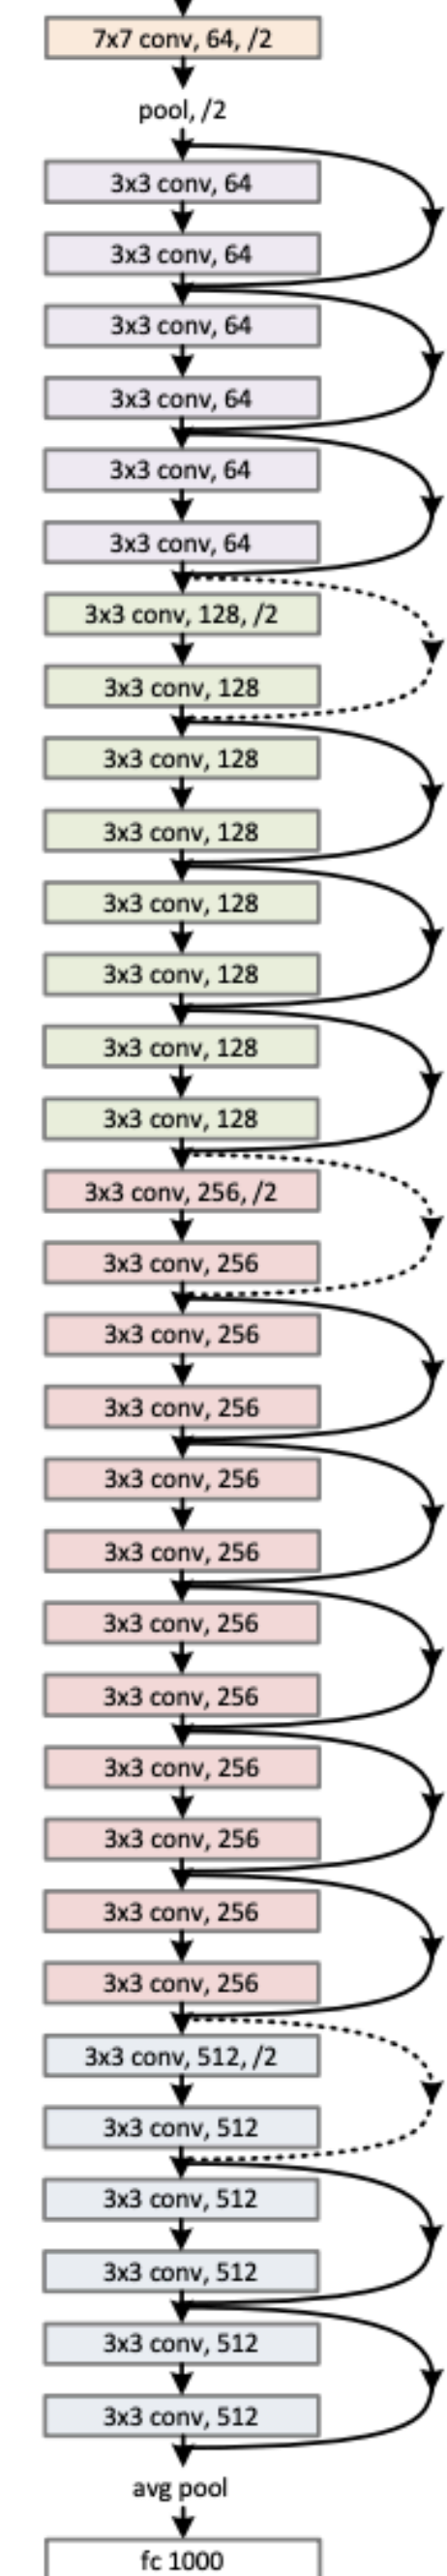 7x7 conv, 64, /2
pool, /2
3x3 conv, 64
3x3 conv, 64
3x3 conv, 64
3x3 conv, 64
3x3 conv, 64
3x3 conv, 64
3x3 conv, 128, /2
3x3 conv, 128
3x3 conv, 128
3x3 conv, 128
3x3 conv, 128
3x3 conv, 128
3x3 conv, 128
3x3 conv, 128
3x3 conv, 256, /2
3x3 conv, 256
3x3 conv, 256
3x3 conv, 256
3x3 conv, 256
3x3 conv, 256
3x3 conv, 256
3x3 conv, 256
3x3 conv, 256
3x3 conv, 256
3x3 conv, 256
3x3 conv, 256
3x3 conv, 512, /2
3x3 conv, 512
3x3 conv, 512
3x3 conv, 512
3x3 conv, 512
3x3 conv, 512
avg pool
fc 1000